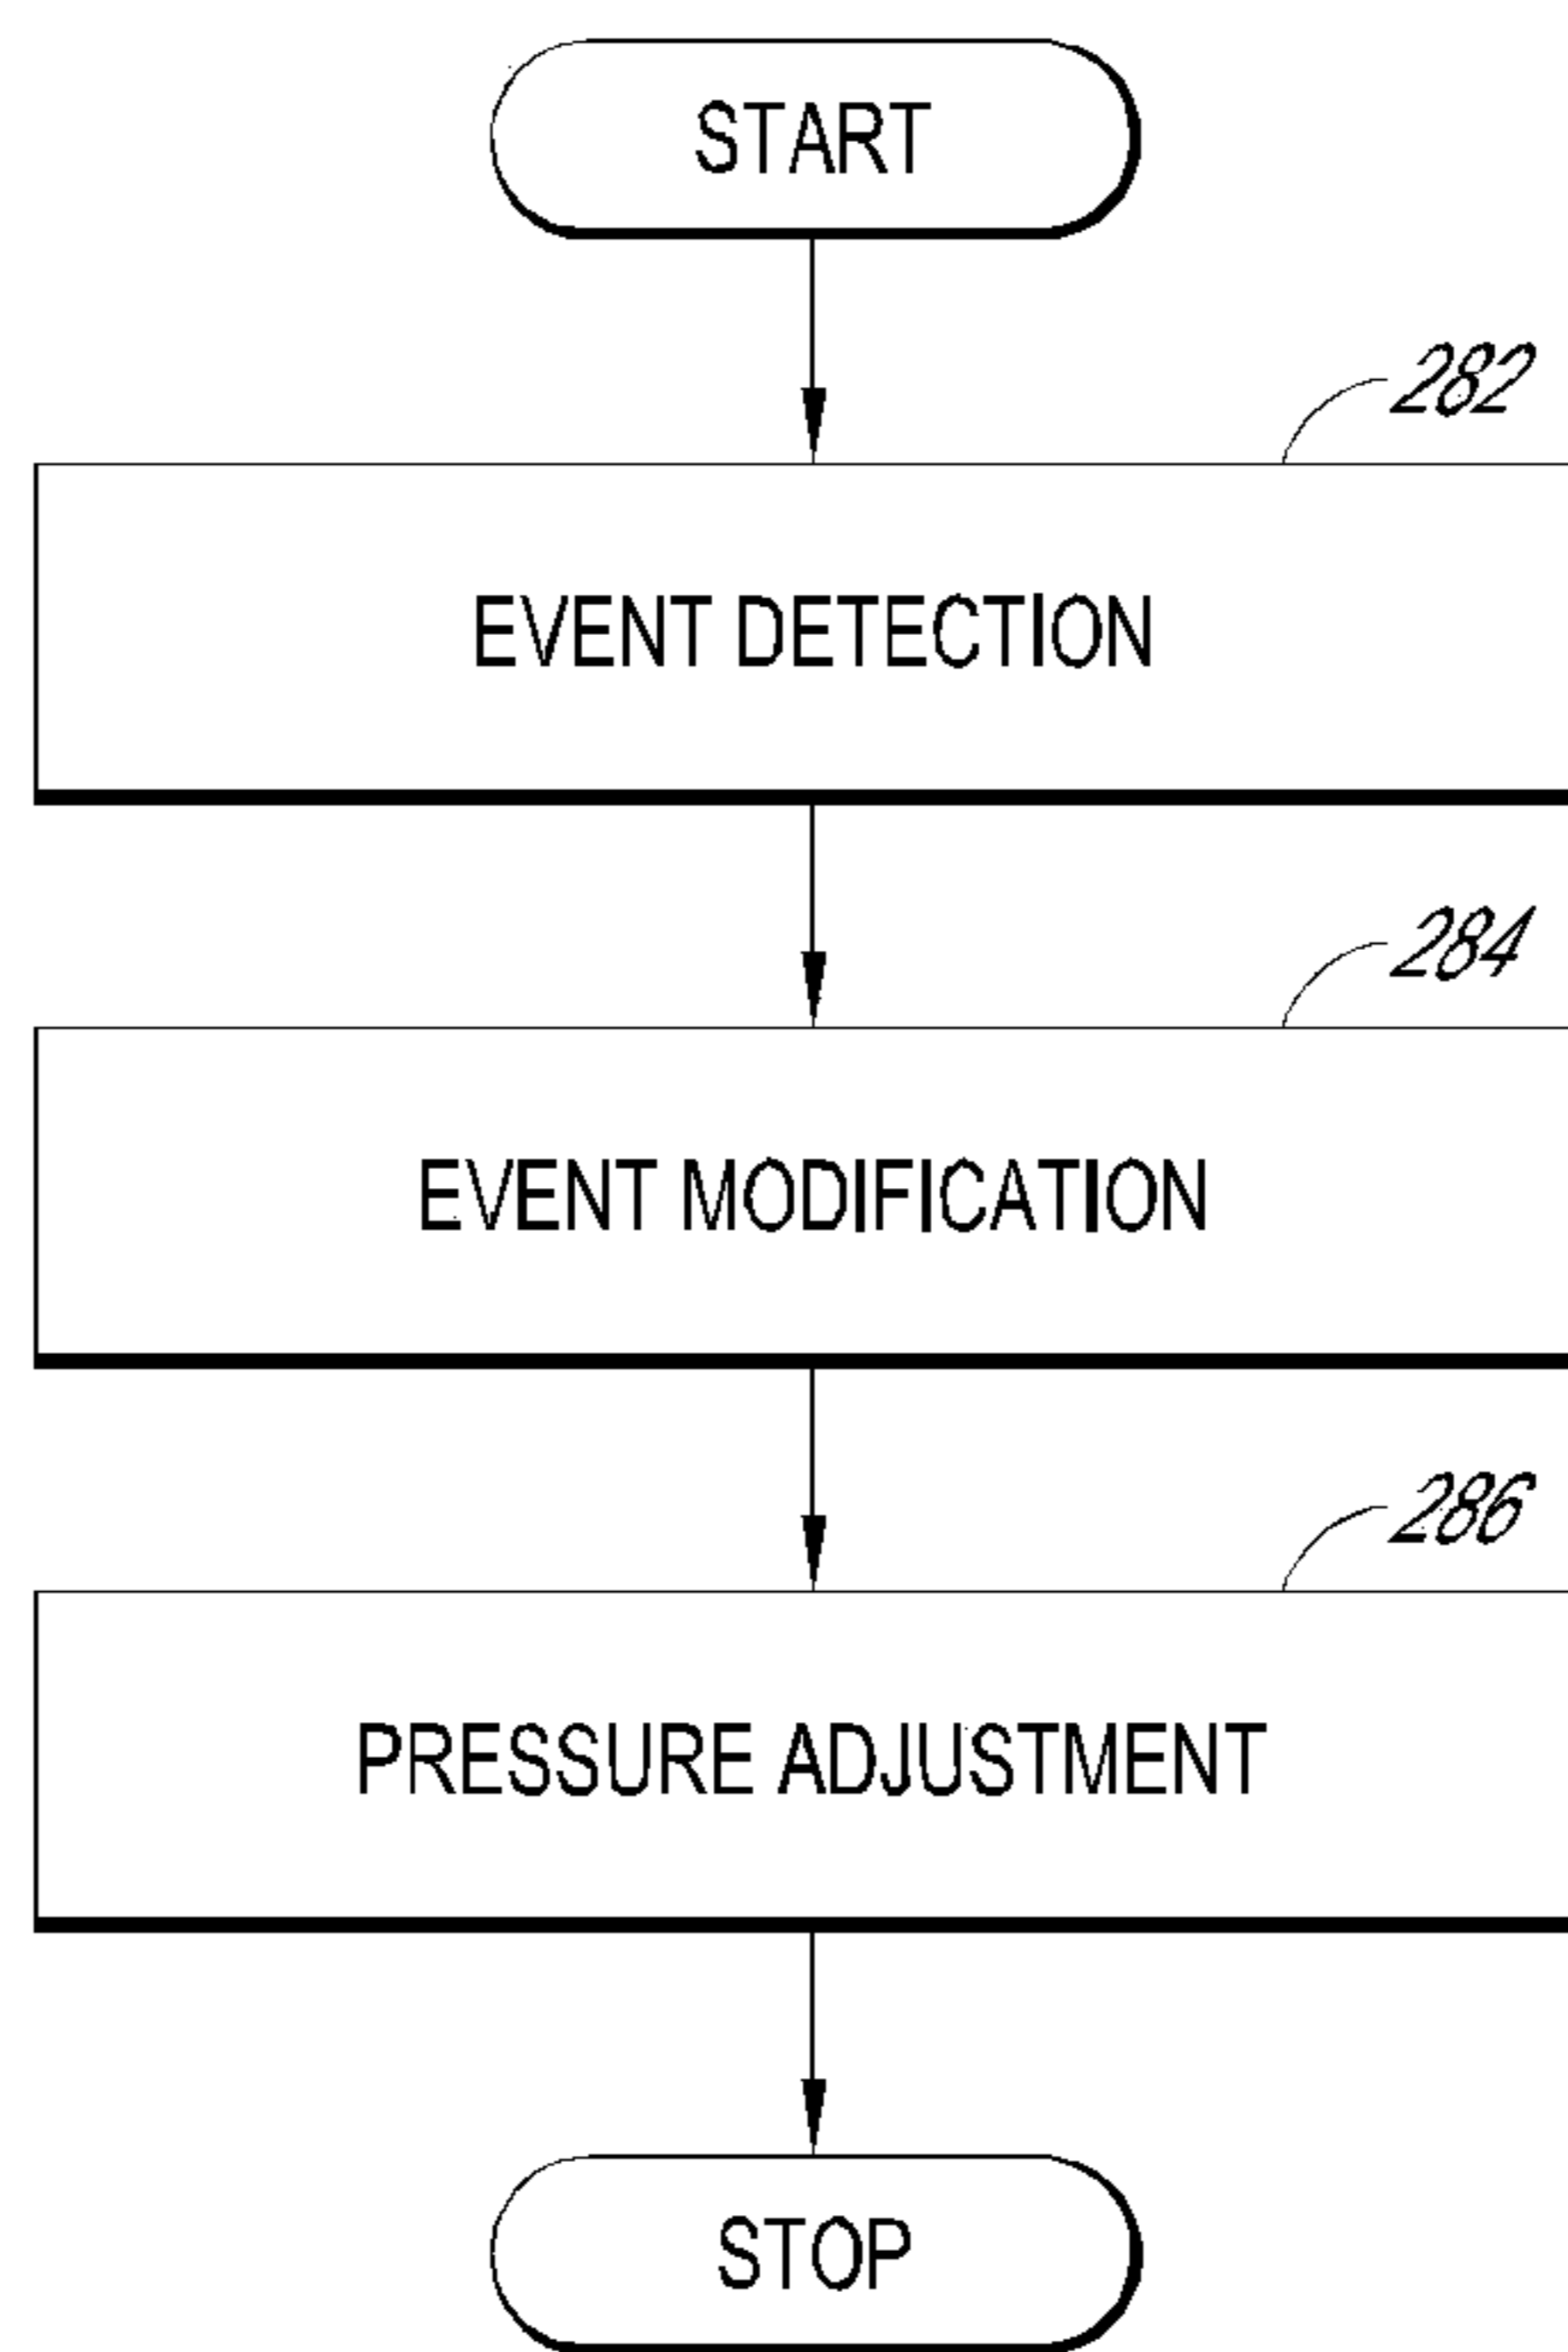 START
282
EVENT DETECTION
284
EVENT MODIFICATION
286
PRESSURE ADJUSTMENT
STOP